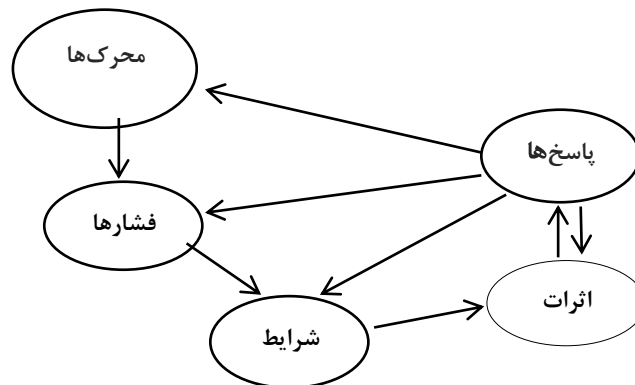 محرک‌ها
پاسخ‌ها
فشارها
اثرات
شرایط